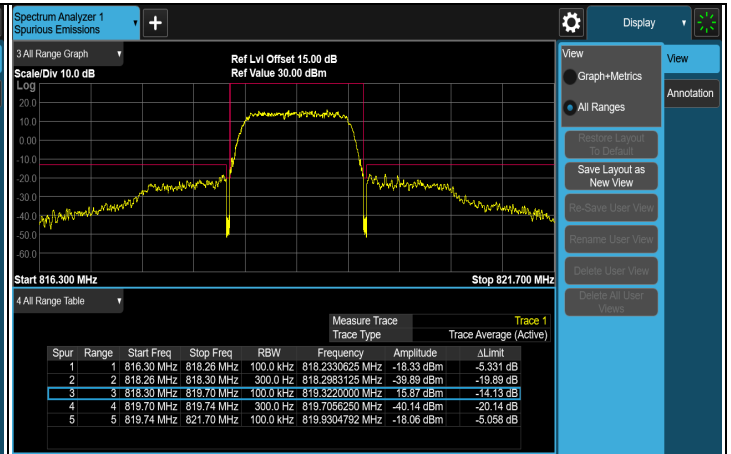 Spectrum Analyzer 1
Spurious Emissions
Display
3 All Range Graph
Ref Lvl Offset 15.00 dB
Scale/Div 10.0 dB
Ref Value 30.00 dBm
Log
20.0
10.0
0.00
-10.0
-20.0
-30.0
-40.0
-50.0
-60.0
Start 816.300 MHz
Stop 821.700 MHz
View
Graph+Metrics
All Ranges
Restore Layout
To Default
Save Layout as
New View
Re-Save User View
Rename User View
Delete User View
Delete All User
Views
View
Annotation
4 All Range Table
Measure Trace Trace 1
Trace Type Trace Average (Active)
Spur Range Start Freq Stop Freq RBW Frequency Amplitude ΔLimit
1 1 816.30 MHz 818.26 MHz 100.0 kHz 818.2330625 MHz -18.33 dBm -5.331 dB
2 2 818.26 MHz 818.30 MHz 300.0 Hz 818.2983125 MHz -39.89 dBm -19.89 dB
3 3 818.30 MHz 819.70 MHz 100.0 kHz 819.3220000 MHz 15.87 dBm -14.13 dB
4 4 819.70 MHz 819.74 MHz 300.0 Hz 819.7056250 MHz -40.14 dBm -20.14 dB
5 5 819.74 MHz 821.70 MHz 100.0 kHz 819.9304792 MHz -18.06 dBm -5.058 dB